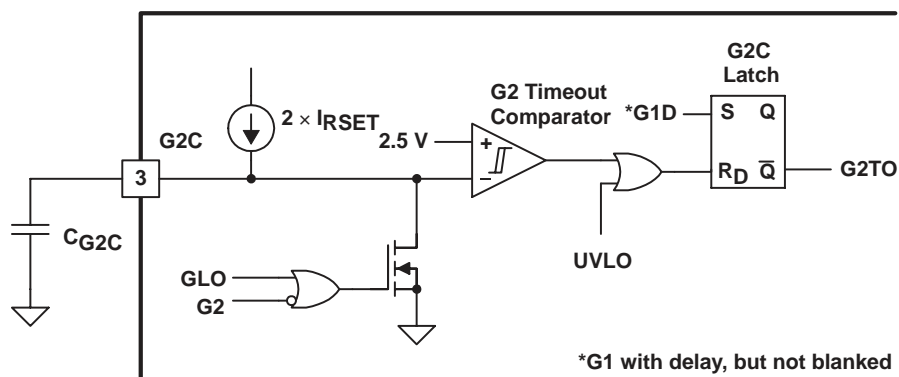 G2C
Latch
G2 Timeout
Comparator
*G1D
S Q
2 × IRSET
G2C
2.5 V
+
–
3
RD Q̅
G2TO
CG2C
UVLO
GLO
G2
*G1 with delay, but not blanked